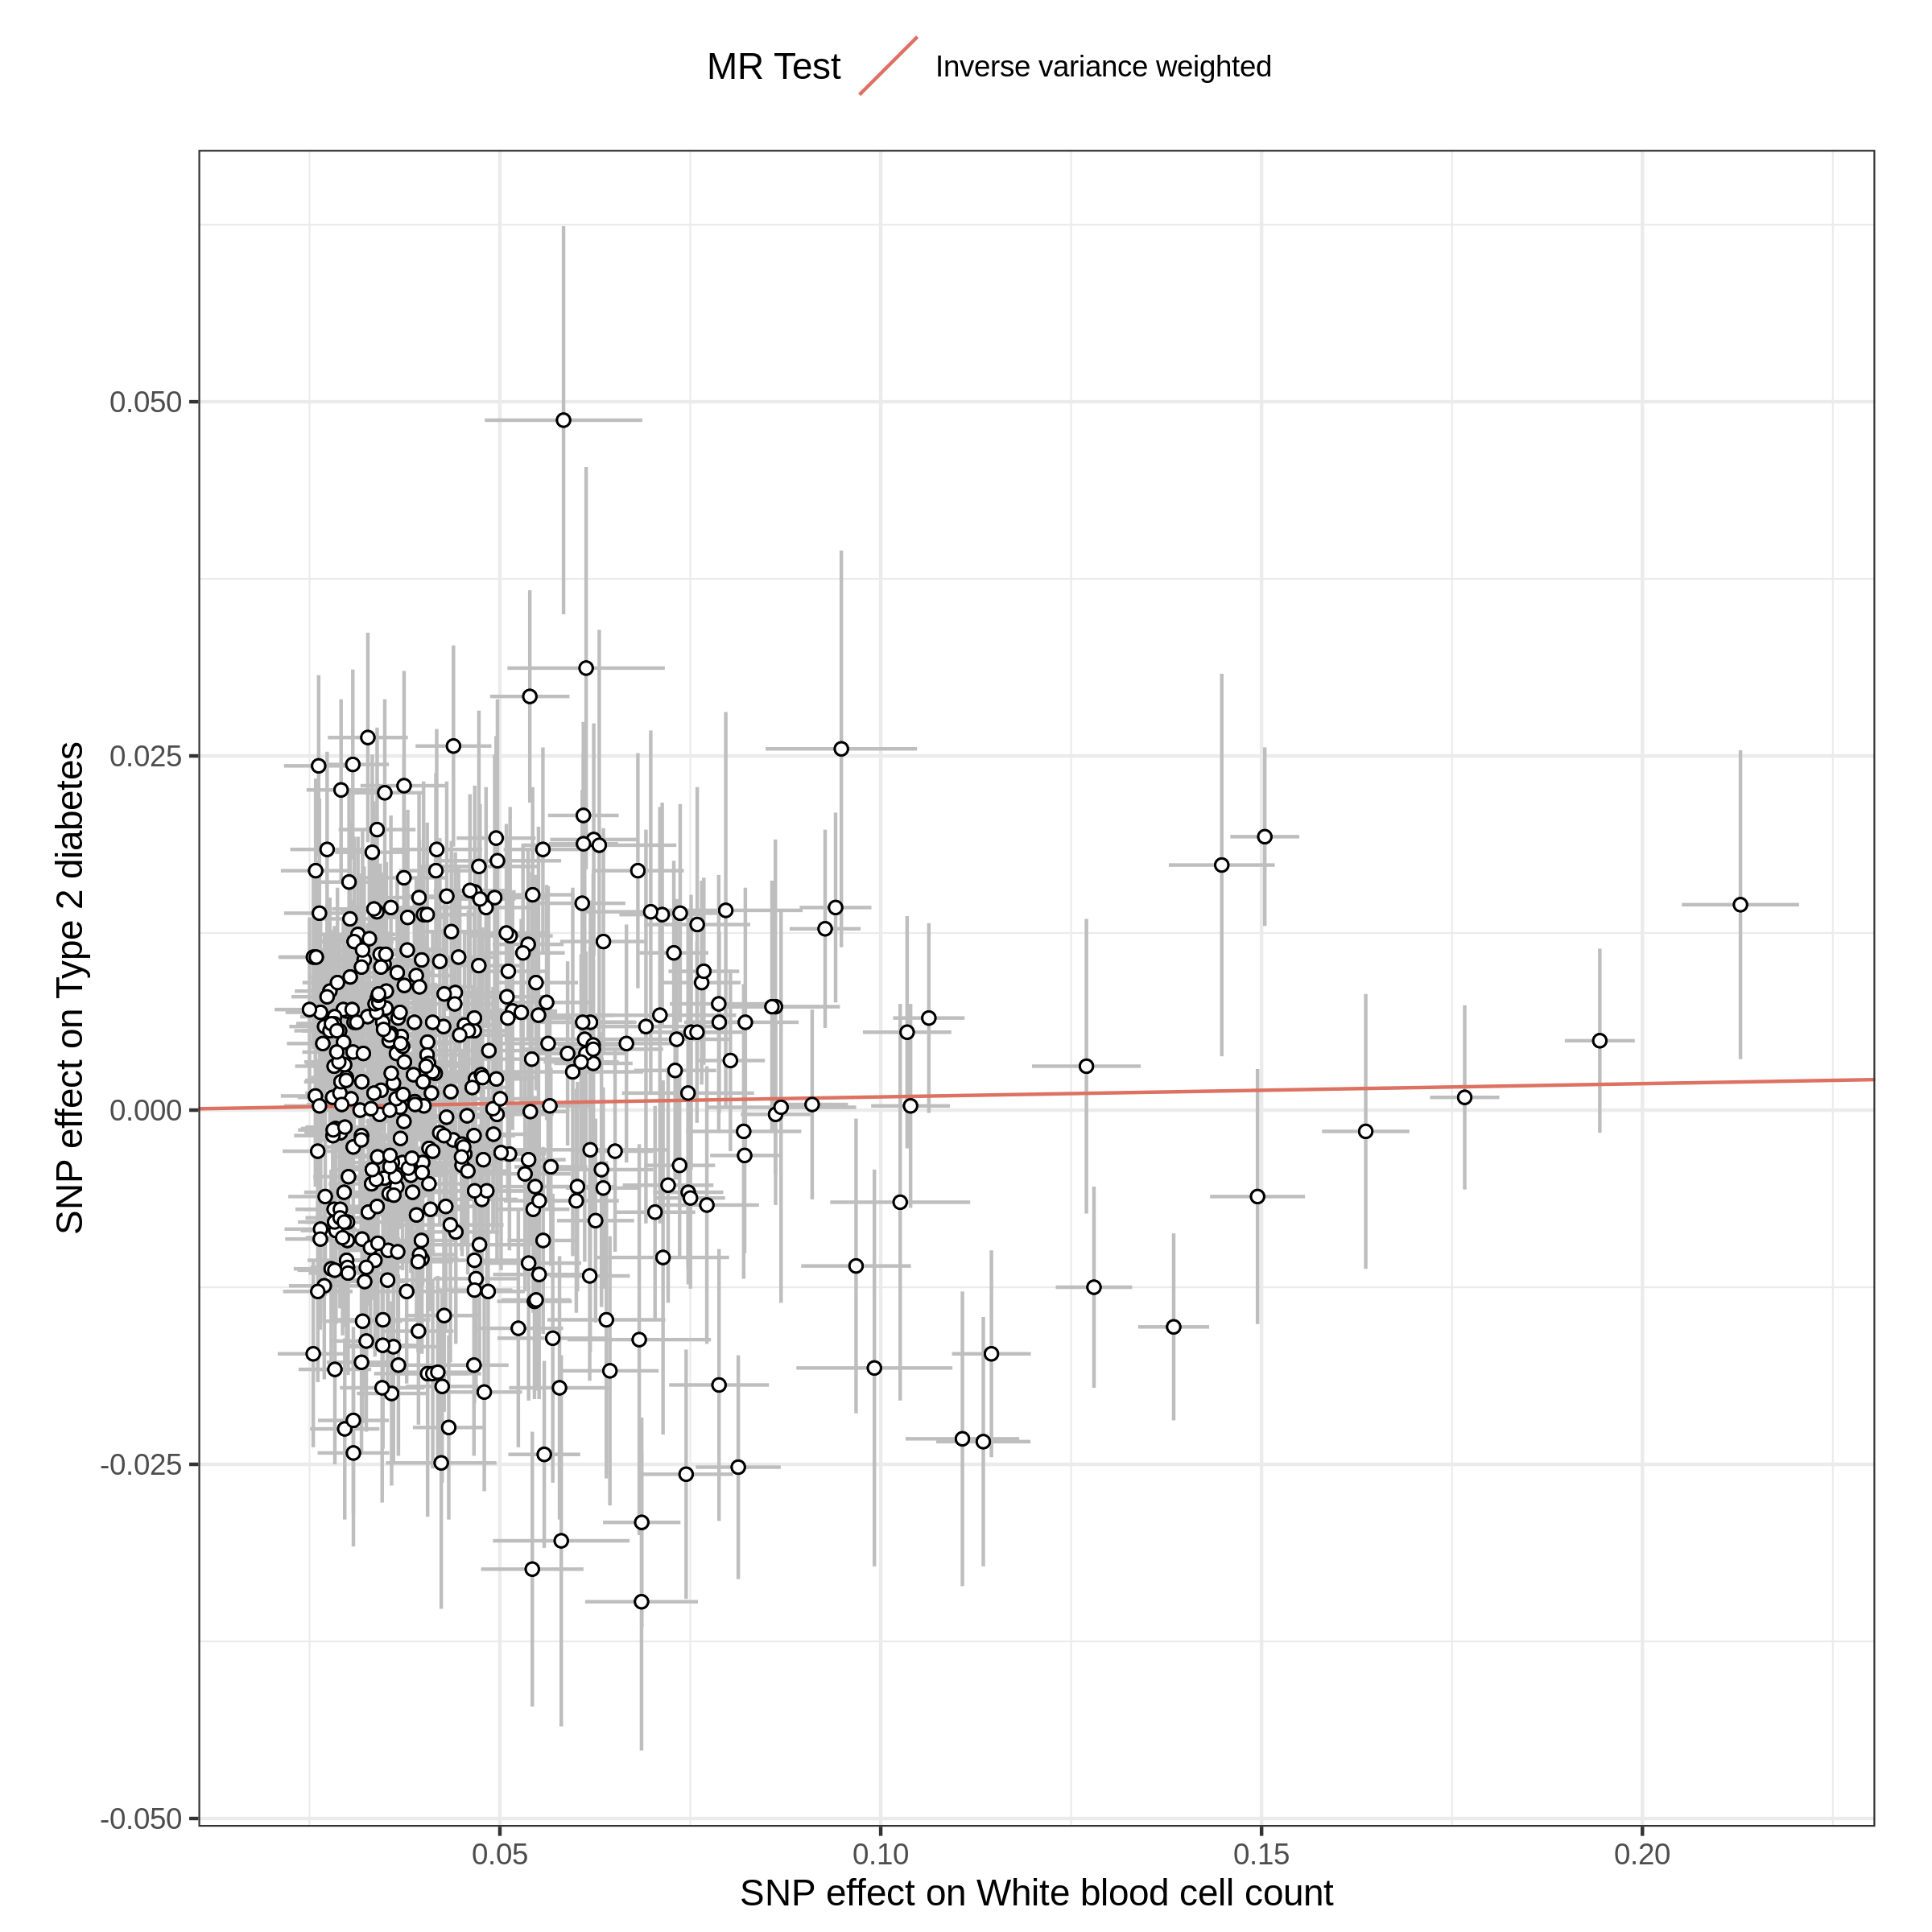 MR Test
Inverse variance weighted
SNP effect on Type 2 diabetes
0.050
0.025
0.000
-0.025
-0.050
0.05 0.10 0.15 0.20
SNP effect on White blood cell count